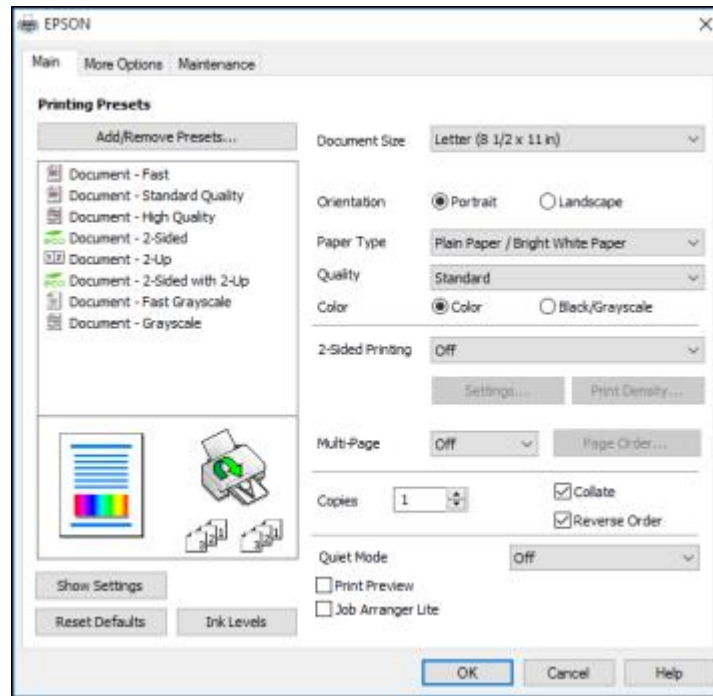 EPSON
Main More Options Maintenance
Printing Presets
Add/Remove Presets...
Document - Fast
Document - Standard Quality
Document - High Quality
Document - 2-Sided
Document - 2-Up
Document - 2-Sided with 2-Up
Document - Fast Grayscale
Document - Grayscale
Show Settings
Reset Defaults Ink Levels
Document Size Letter (8 1/2 x 11 in)
Orientation Portrait Landscape
Paper Type Plain Paper / Bright White Paper
Quality Standard
Color Color Black/Grayscale
2-Sided Printing Off
Settings... Print Density...
Multi-Page Off Page Order...
Copies 1 Collate
Reverse Order
Quiet Mode Off
Print Preview
Job Arranger Lite
OK Cancel Help